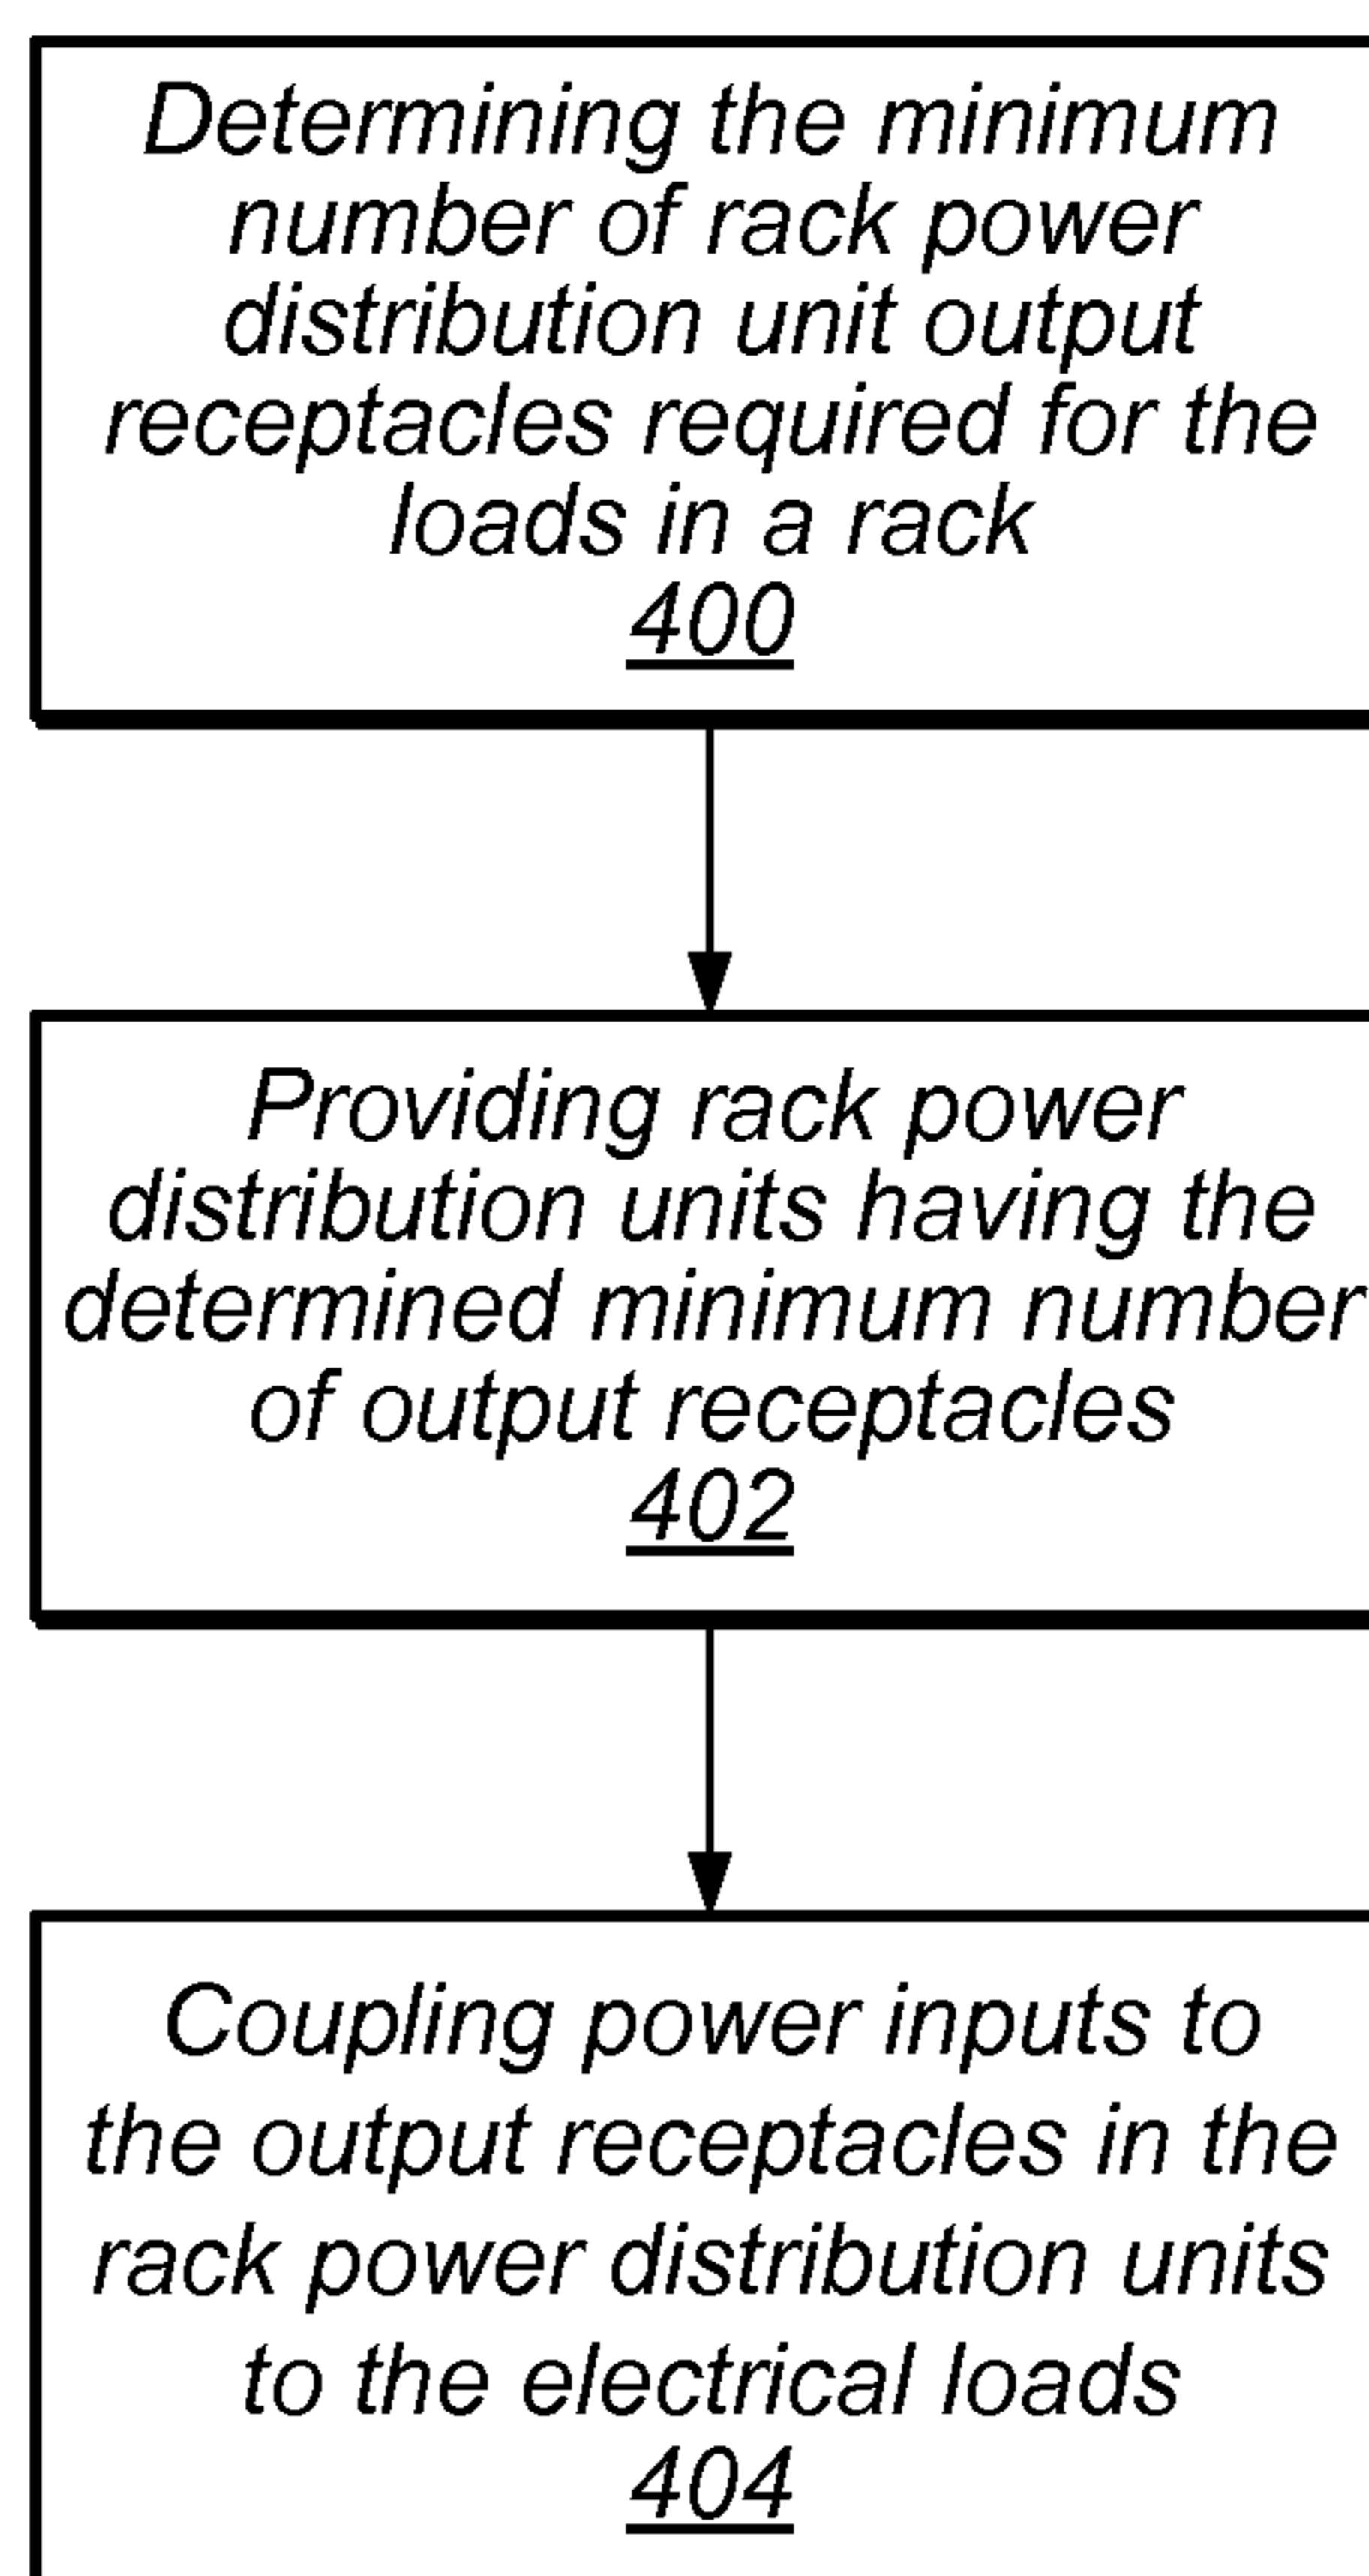 Determining the minimum
number of rack power
distribution unit output
receptacles required for the
loads in a rack
400
Providing rack power
distribution units having the
determined minimum number
of output receptacles
402
Coupling power inputs to
the output receptacles in the
rack power distribution units
to the electrical loads
404